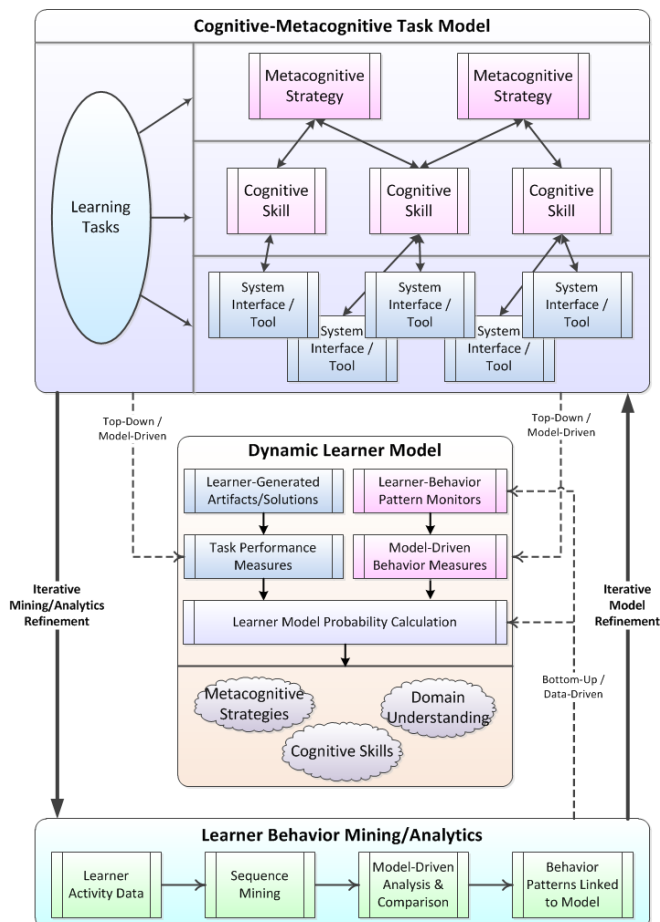 Cognitive-Metacognitive Task Model
Learning
Tasks
Metacognitive
Strategy
Metacognitive
Strategy
Cognitive
Skill
Cognitive
Skill
Cognitive
Skill
System
Interface /
Tool
System
Interface /
Tool
System
Interface /
Tool
System
Interface /
Tool
System
Interface /
Tool
Top-Down /
Model-Driven
Top-Down /
Model-Driven
Dynamic Learner Model
Learner-Generated
Artifacts/Solutions
Learner-Behavior
Pattern Monitors
Task Performance
Measures
Model-Driven
Behavior Measures
Learner Model Probability Calculation
Iterative
Mining/Analytics
Refinement
Iterative
Model
Refinement
Bottom-Up /
Data-Driven
Metacognitive
Strategies
Domain
Understanding
Cognitive Skills
Learner Behavior Mining/Analytics
Learner
Activity Data
Sequence
Mining
Model-Driven
Analysis &
Comparison
Behavior
Patterns Linked
to Model